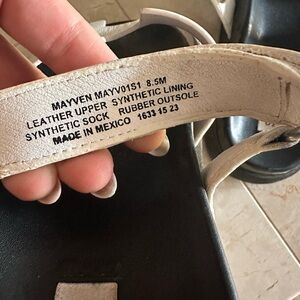 MAYVEN MAYV01S1 8.5M
LEATHER UPPER SYNTHETIC LINING
SYNTHETIC SOCK RUBBER OUTSOLE
MADE IN MEXICO 1633 15 23